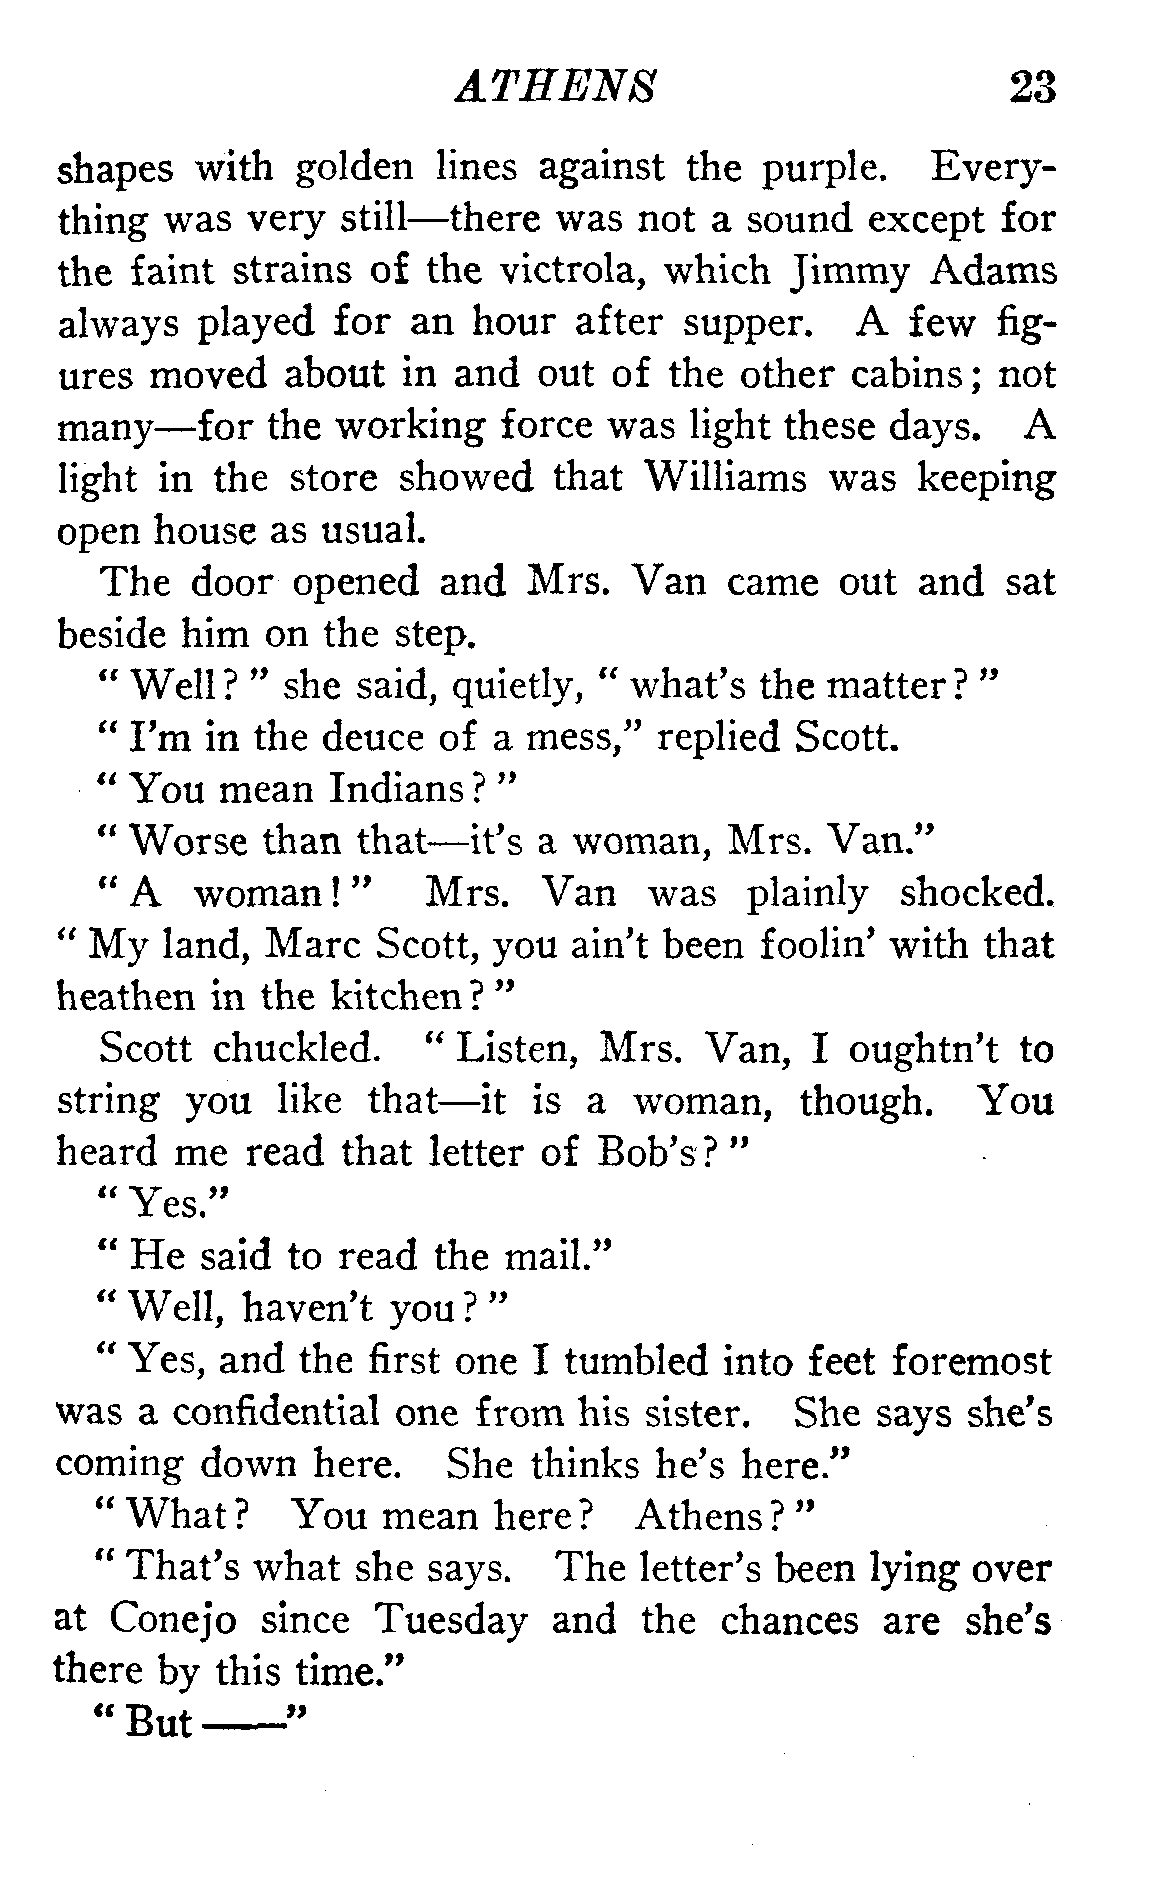 ATHENS 23
shapes with golden lines against the purple. Every-
thing was very still—there was not a sound except for
the faint strains of the victrola, which Jimmy Adams
always played for an hour after supper. A few fig-
ures moved about in and out of the other cabins; not
many—for the working force was light these days. A
light in the store showed that Williams was keeping
open house as usual.
The door opened and Mrs. Van came out and sat
beside him on the step.
“ Well? ” she said, quietly, “ what's the matter? ”
“ I'm in the deuce of a mess,” replied Scott.
“ You mean Indians? ”
“ Worse than that—it's a woman, Mrs. Van.”
“ A woman! ” Mrs. Van was plainly shocked.
“ My land, Marc Scott, you ain't been foolin' with that
heathen in the kitchen? ”
Scott chuckled. “ Listen, Mrs. Van, I oughtn't to
string you like that—it is a woman, though. You
heard me read that letter of Bob's? ”
“ Yes.”
“ He said to read the mail.”
“ Well, haven't you? ”
“ Yes, and the first one I tumbled into feet foremost
was a confidential one from his sister. She says she's
coming down here. She thinks he's here.”
“ What? You mean here? Athens? ”
“ That's what she says. The letter's been lying over
at Conejo since Tuesday and the chances are she's
there by this time.”
“ But ——”